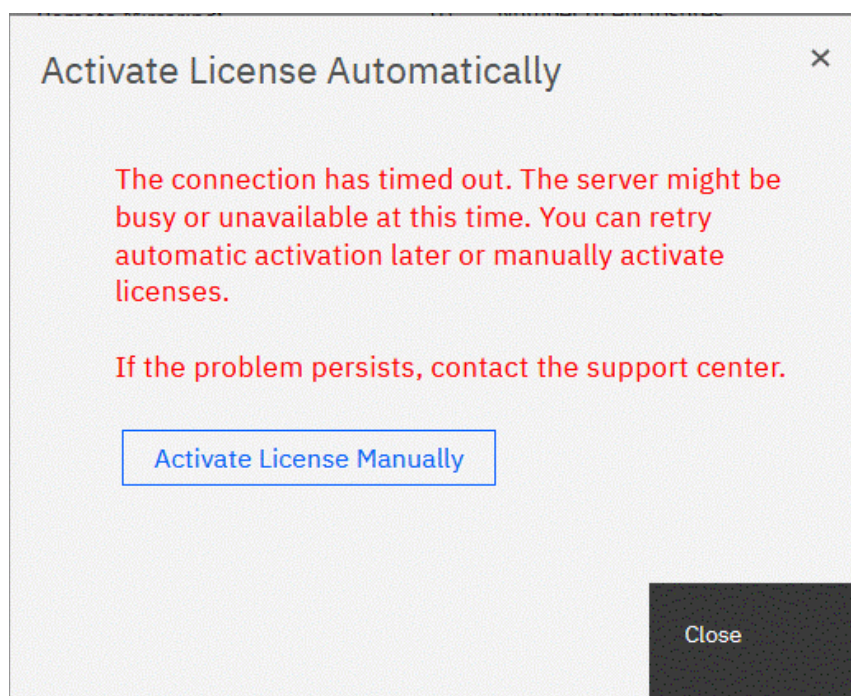 Activate License Automatically
The connection has timed out. The server might be
busy or unavailable at this time. You can retry
automatic activation later or manually activate
licenses.
If the problem persists, contact the support center.
Activate License Manually
Close